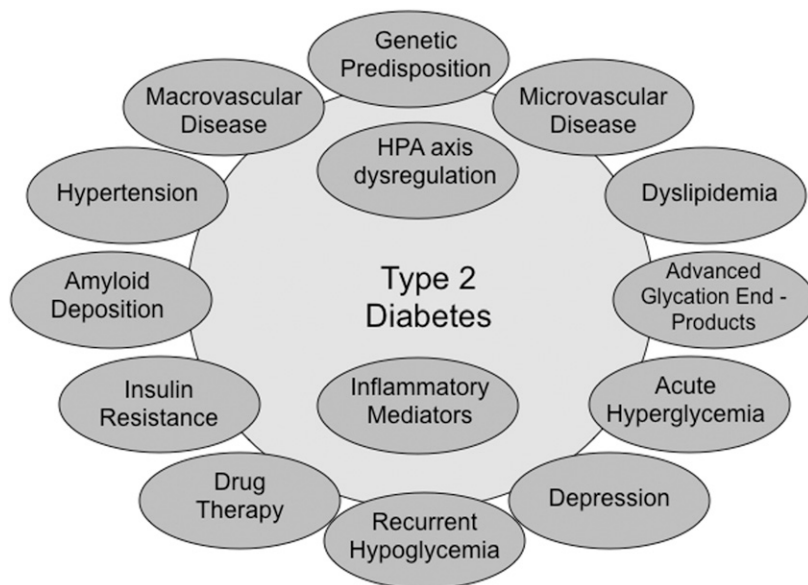 Genetic
Predisposition
Macrovascular
Disease
Microvascular
Disease
HPA axis
dysregulation
Hypertension
Dyslipidemia
Amyloid
Deposition
Type 2
Diabetes
Advanced
Glycation End -
Products
Insulin
Resistance
Inflammatory
Mediators
Acute
Hyperglycemia
Drug
Therapy
Recurrent
Hypoglycemia
Depression